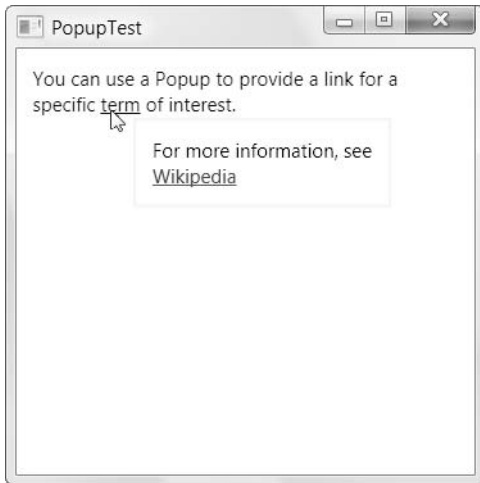 PopupTest
You can use a Popup to provide a link for a
specific term of interest.
For more information, see
Wikipedia